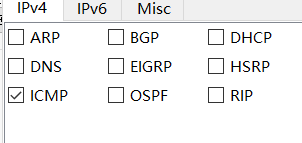 IPv4 IPv6 Misc
ARP BGP DHCP
DNS EIGRP HSRP
ICMP OSPF RIP